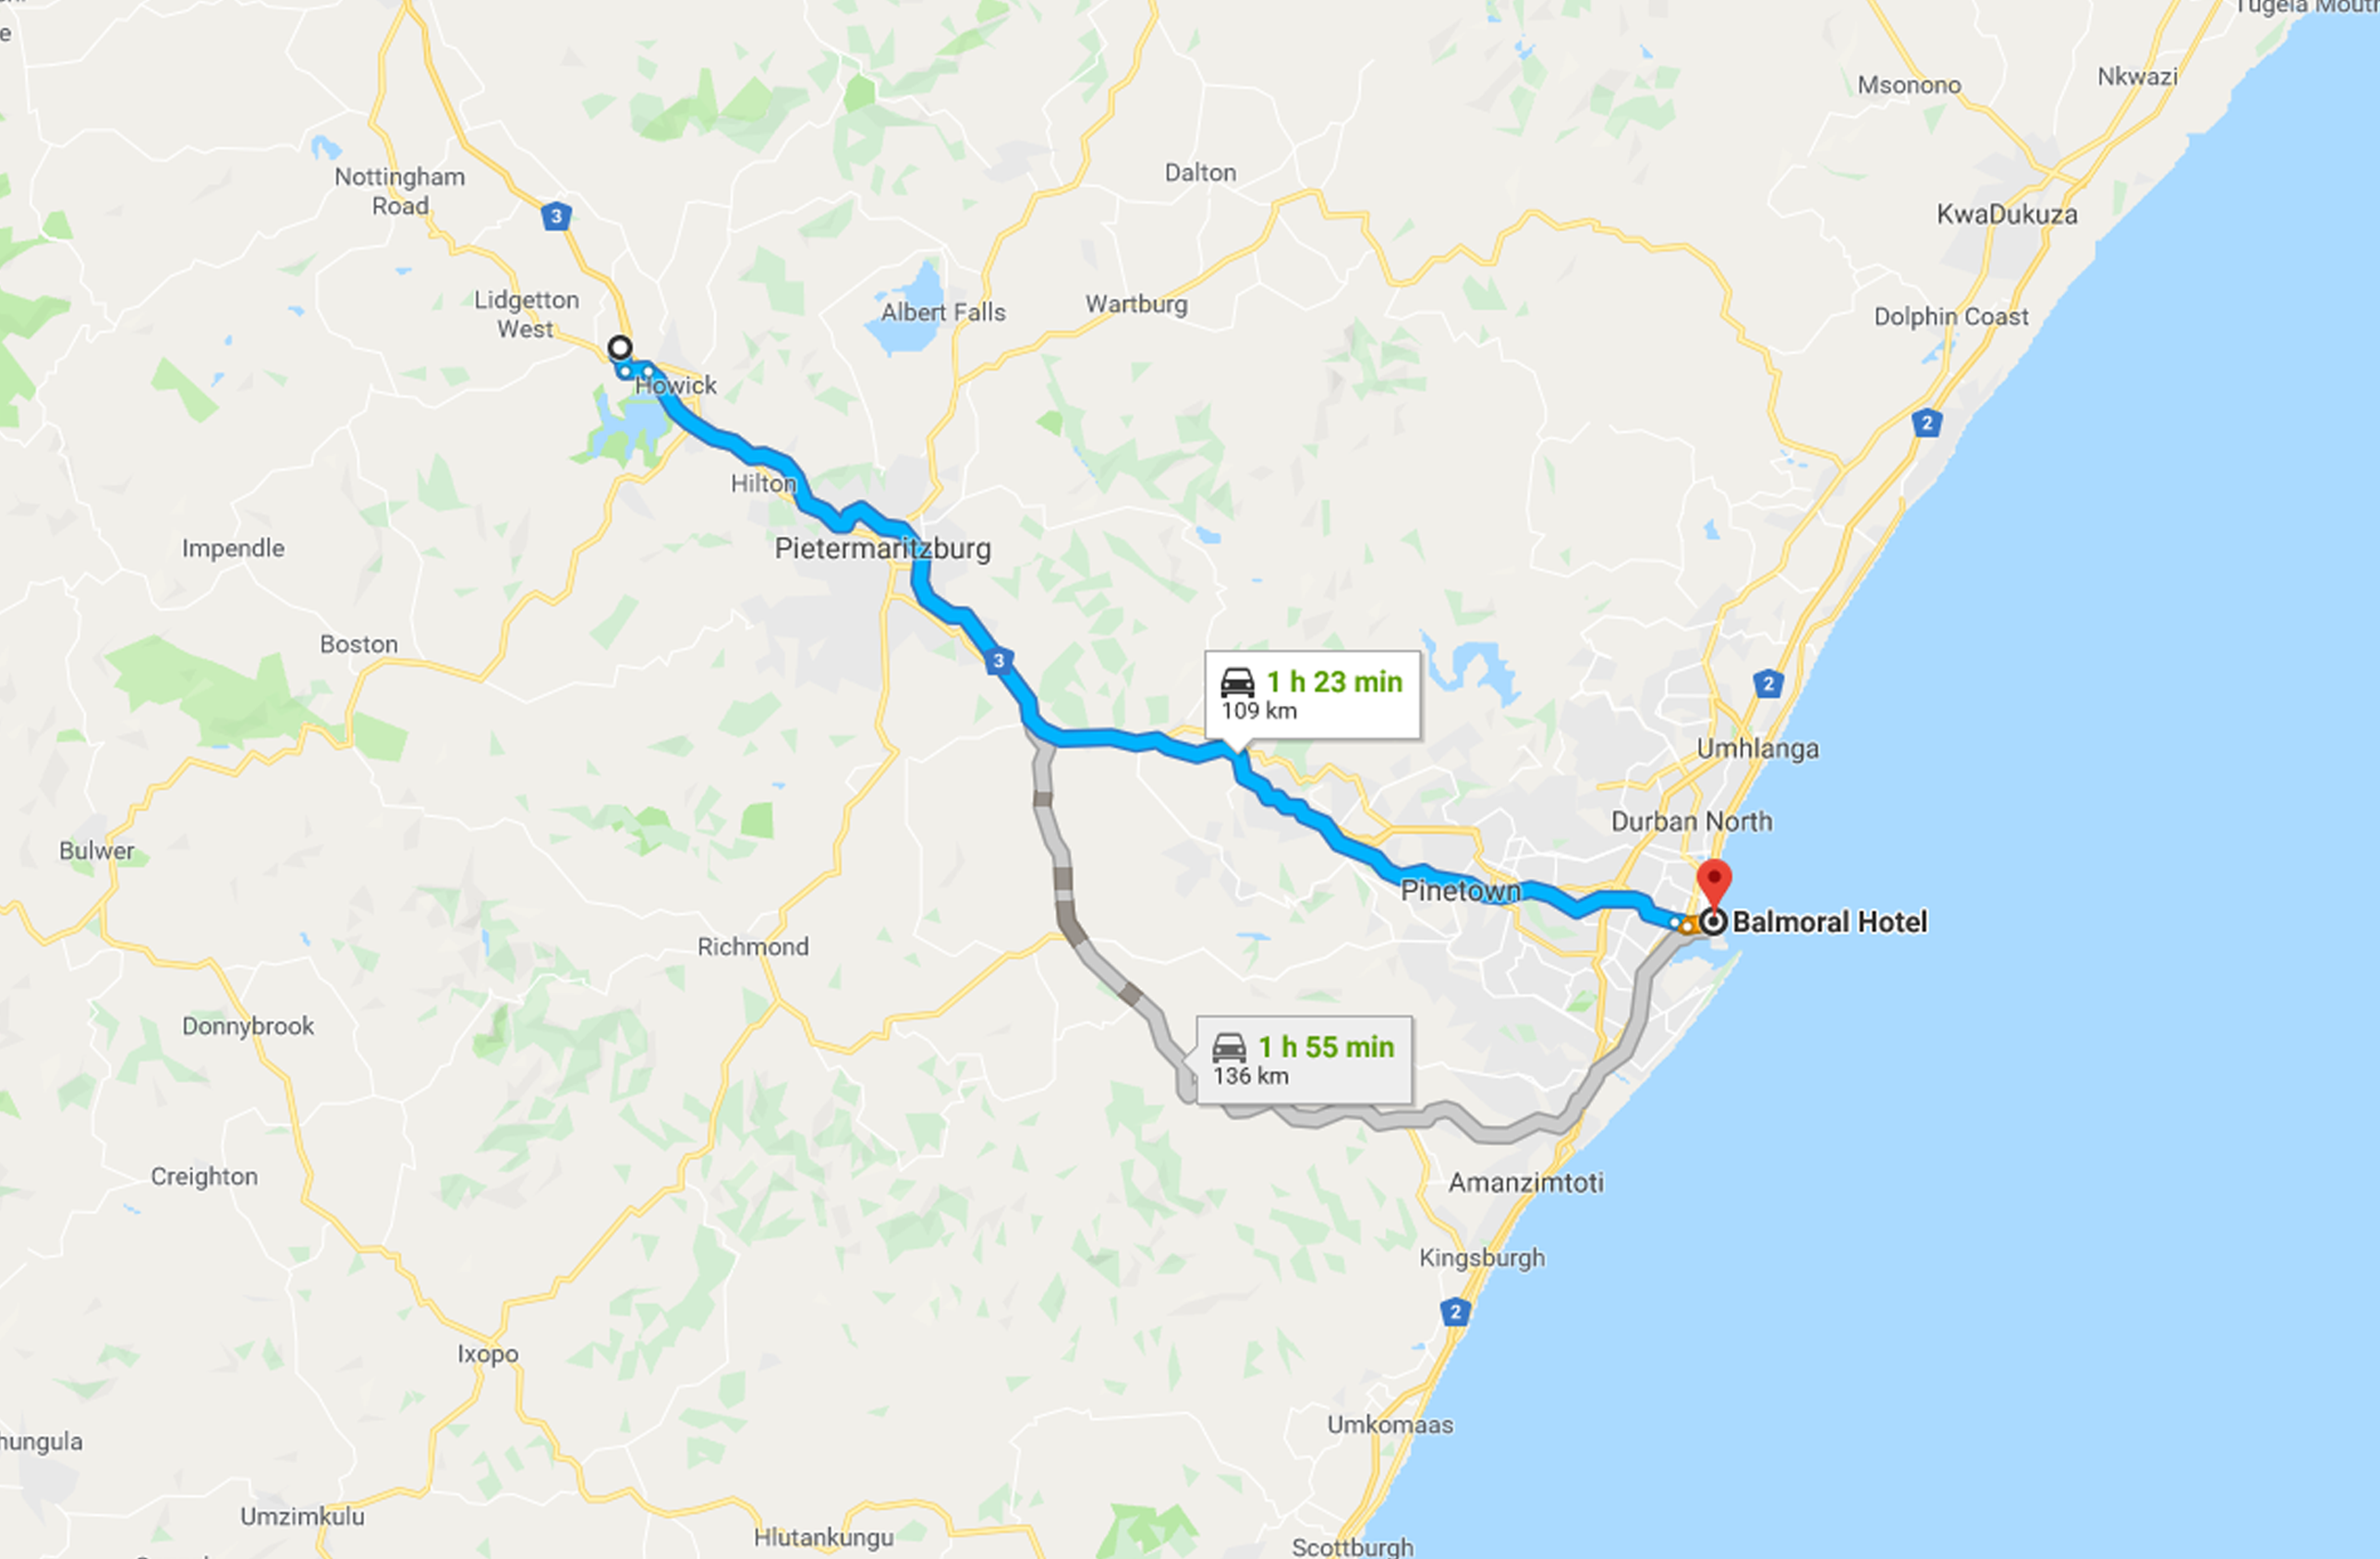 Tugela Mouth
Nkwazi
Msonono
Nottingham
Road
Dalton
3
KwaDukuza
Lidgetton
West
Albert Falls
Wartburg
Dolphin Coast
Howick
2
Hilton
Impendle
Pietermaritzburg
Boston
3
1 h 23 min
109 km
2
Umhlanga
Durban North
Bulwer
Pinetown
Balmoral Hotel
Richmond
Donnybrook
1 h 55 min
136 km
Creighton
Amanzimtoti
Kingsburgh
2
Ixopo
Umkomaas
hungula
Umzimkulu
Hlutankungu
Scottburgh